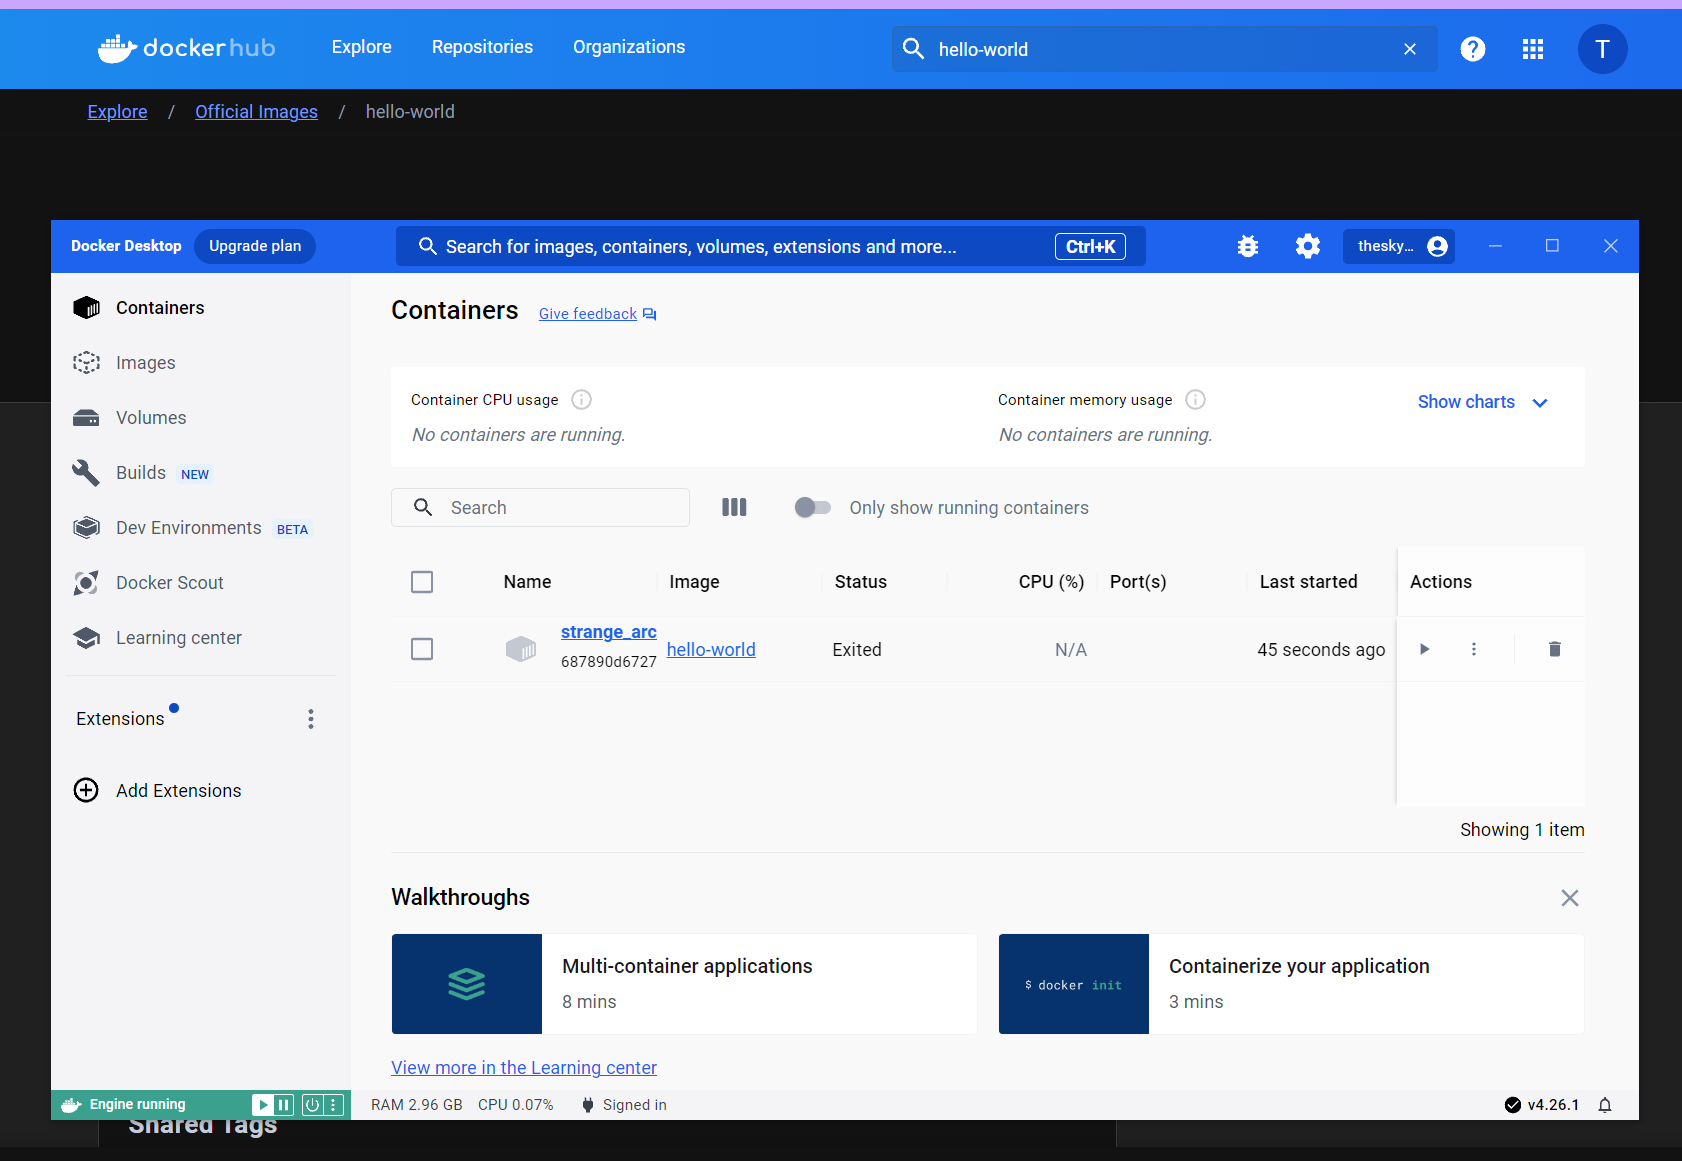 docker hub
Explore
Repositories
Organizations
hello-world
T
Explore / Official Images / hello-world
Docker Desktop
Upgrade plan
Search for images, containers, volumes, extensions and more...
Ctrl+K
thesky...
Containers
Images
Volumes
Builds NEW
Dev Environments BETA
Docker Scout
Learning center
Extensions
Add Extensions
Containers
Give feedback
Container CPU usage
No containers are running.
Container memory usage
No containers are running.
Show charts
Search
Only show running containers
Name Image Status CPU (%) Port(s) Last started Actions
strange_arc
687890d6727
hello-world Exited N/A 45 seconds ago
Showing 1 item
Walkthroughs
Multi-container applications
8 mins
$ docker init
Containerize your application
3 mins
View more in the Learning center
Engine running
RAM 2.96 GB CPU 0.07% Signed in
v4.26.1
Shared Tags